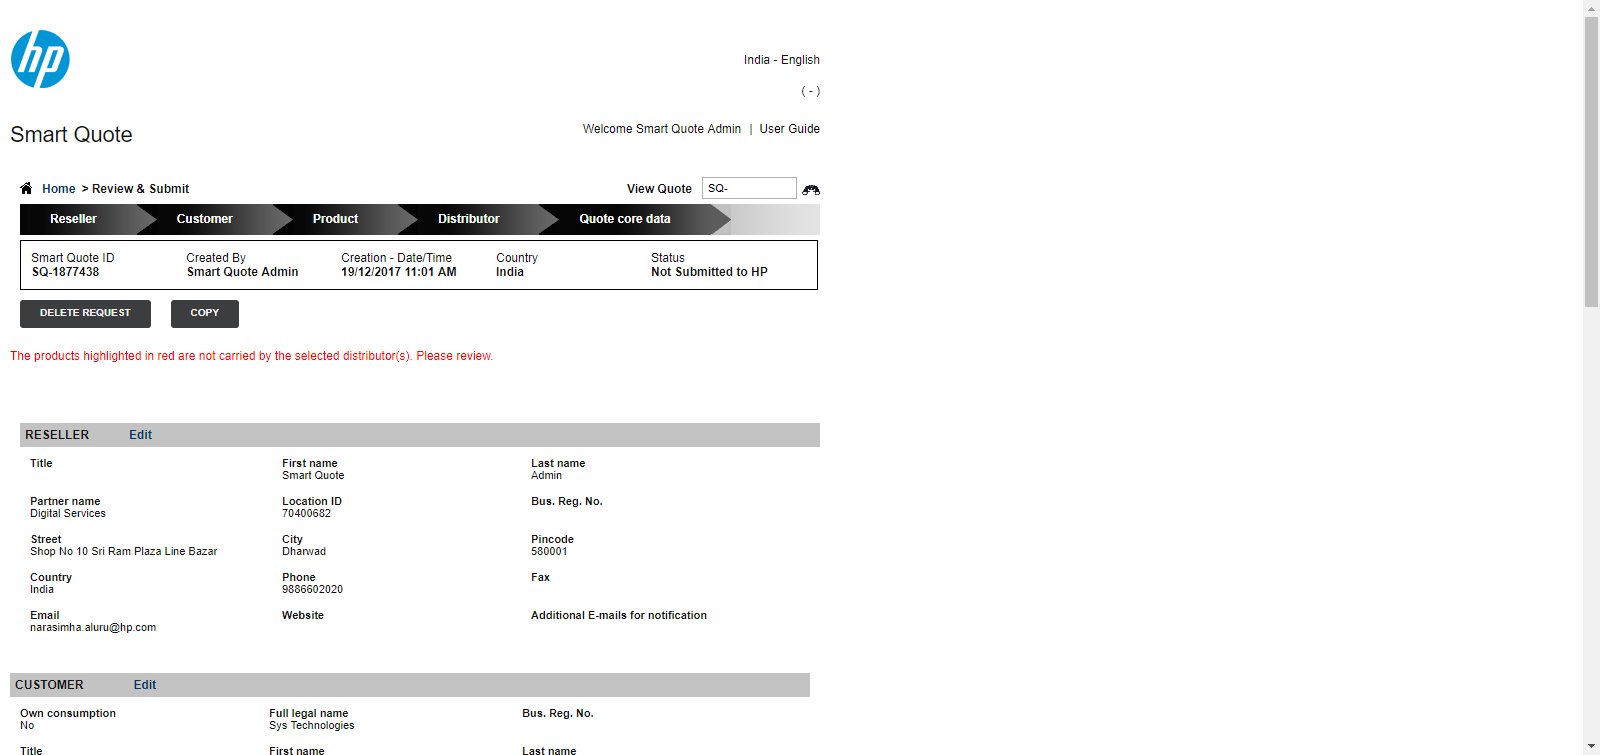 hp
India - English
( - )
Smart Quote
Welcome Smart Quote Admin | User Guide
Home > Review & Submit
View Quote SQ-
Reseller Customer Product Distributor Quote core data
Smart Quote ID Created By Creation - Date/Time Country Status
SQ-1877438 Smart Quote Admin 19/12/2017 11:01 AM India Not Submitted to HP
DELETE REQUEST COPY
The products highlighted in red are not carried by the selected distributor(s). Please review.
RESELLER Edit
Title First name Last name
Smart Quote Admin
Partner name Location ID Bus. Reg. No.
Digital Services 70400682
Street City Pincode
Shop No 10 Sri Ram Plaza Line Bazar Dharwad 580001
Country Phone Fax
India 9886602020
Email Website Additional E-mails for notification
narasimha.aluru@hp.com
CUSTOMER Edit
Own consumption Full legal name Bus. Reg. No.
No Sys Technologies
Title First name Last name